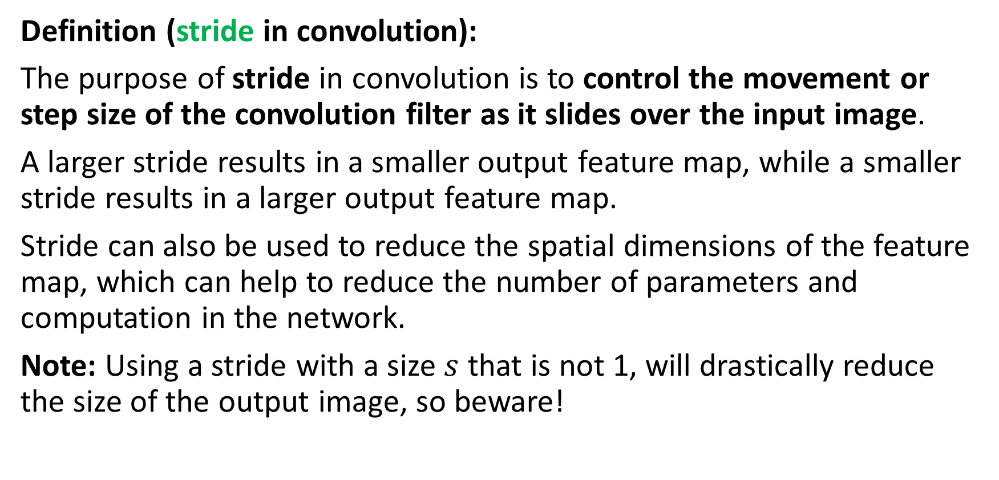 Definition (stride in convolution):
The purpose of stride in convolution is to control the movement or
step size of the convolution filter as it slides over the input image.
A larger stride results in a smaller output feature map, while a smaller
stride results in a larger output feature map.
Stride can also be used to reduce the spatial dimensions of the feature
map, which can help to reduce the number of parameters and
computation in the network.
Note: Using a stride with a size s that is not 1, will drastically reduce
the size of the output image, so beware!